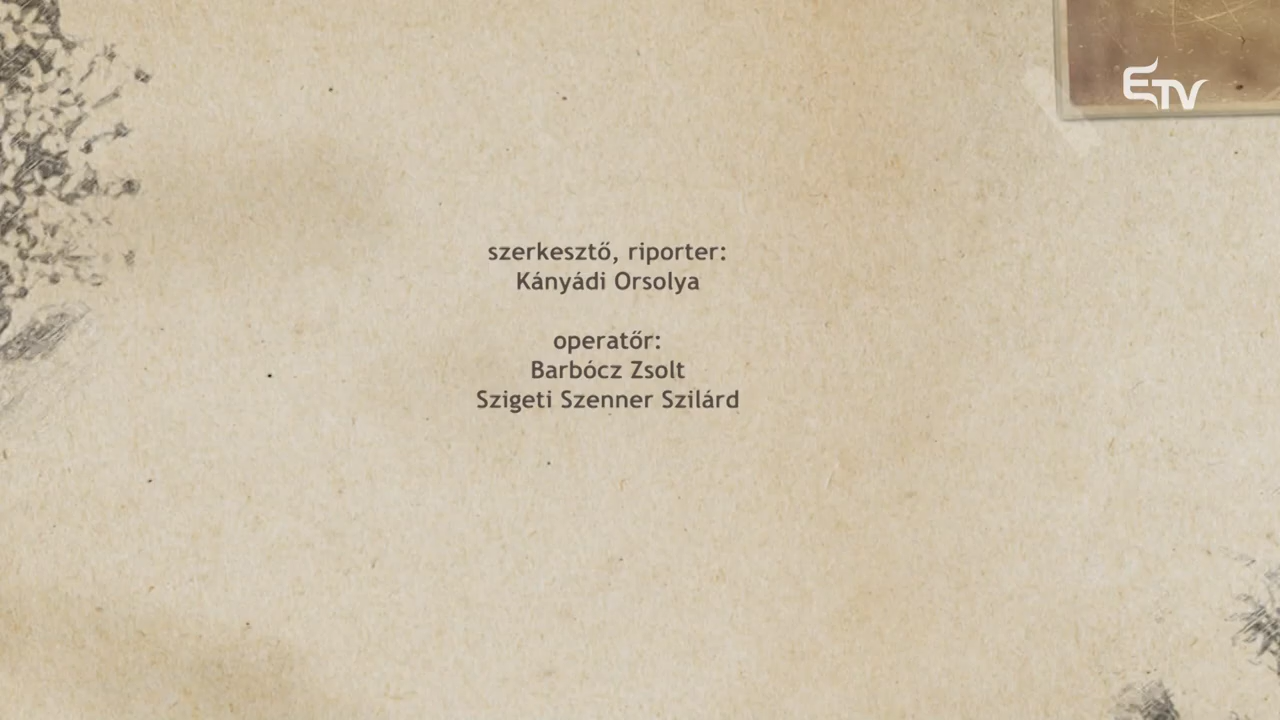 ETV
szerkesztő, riporter:
Kányádi Orsolya
operatőr:
Barbócz Zsolt
Szigeti Szenner Szilárd